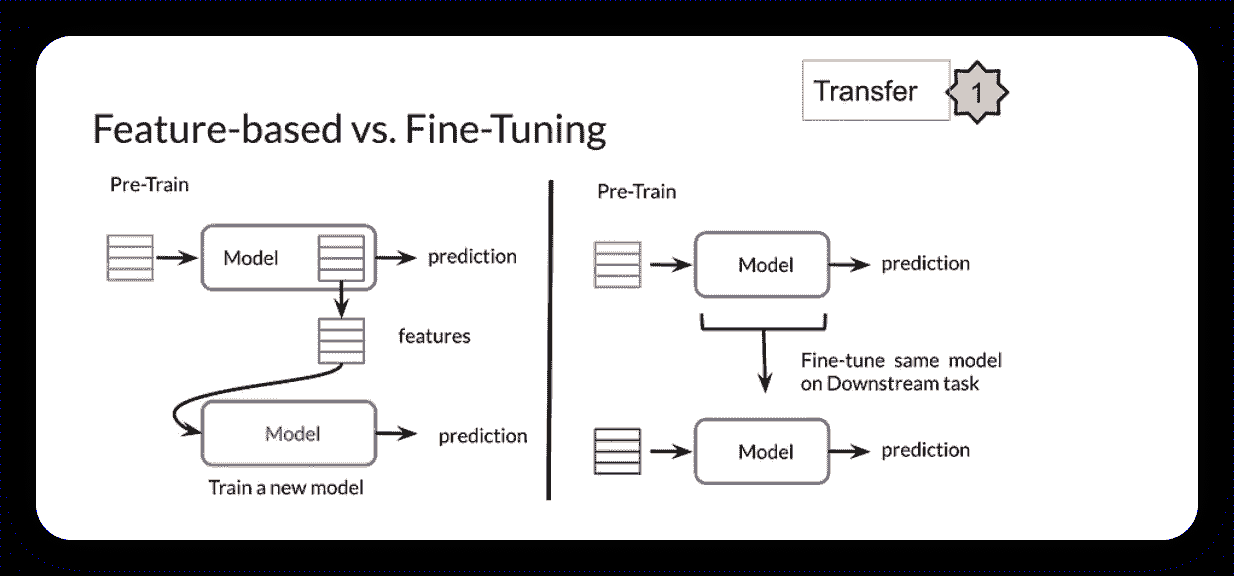 Transfer
1
Feature-based vs. Fine-Tuning
Pre-Train
Model
prediction
features
Model
prediction
Train a new model
Pre-Train
Model
prediction
Fine-tune same model
on Downstream task
Model
prediction